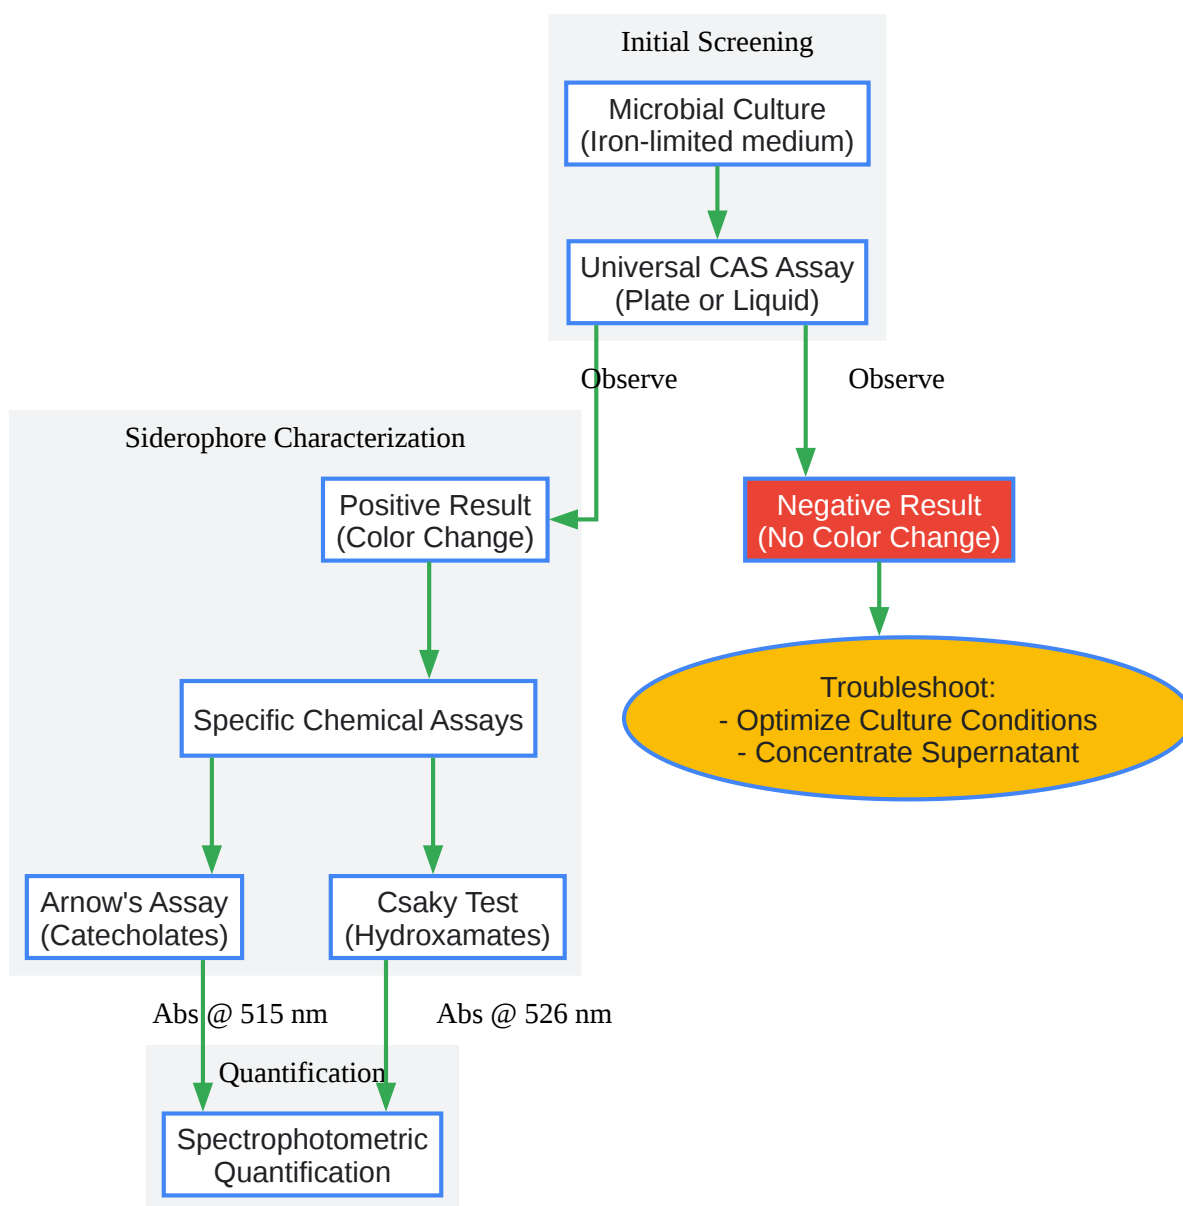 Initial Screening
Microbial Culture
(Iron-limited medium)
Universal CAS Assay
(Plate or Liquid)
Observe
Observe
Siderophore Characterization
Positive Result
(Color Change)
Negative Result
(No Color Change)
Specific Chemical Assays
Troubleshoot:
- Optimize Culture Conditions
- Concentrate Supernatant
Arnow's Assay
(Catecholates)
Csaky Test
(Hydroxamates)
Abs @ 515 nm
Abs @ 526 nm
Quantification
Spectrophotometric
Quantification